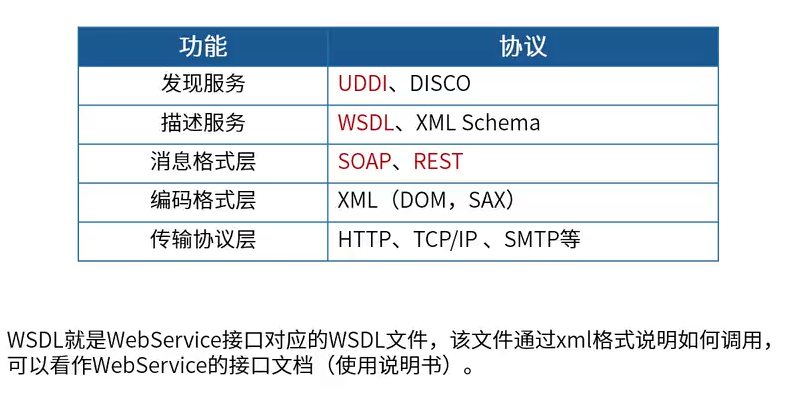 功能 协议
发现服务 UDDI、DISCO
描述服务 WSDL、XML Schema
消息格式层 SOAP、REST
编码格式层 XML（DOM，SAX）
传输协议层 HTTP、TCP/IP 、SMTP等
WSDL就是WebService接口对应的WSDL文件，该文件通过xml格式说明如何调用，
可以看作WebService的接口文档（使用说明书）。